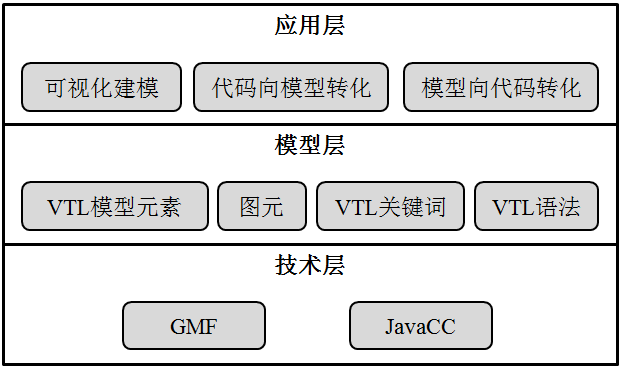 应用层
可视化建模 代码向模型转化 模型向代码转化
模型层
VTL模型元素 图元 VTL关键词 VTL语法
技术层
GMF JavaCC